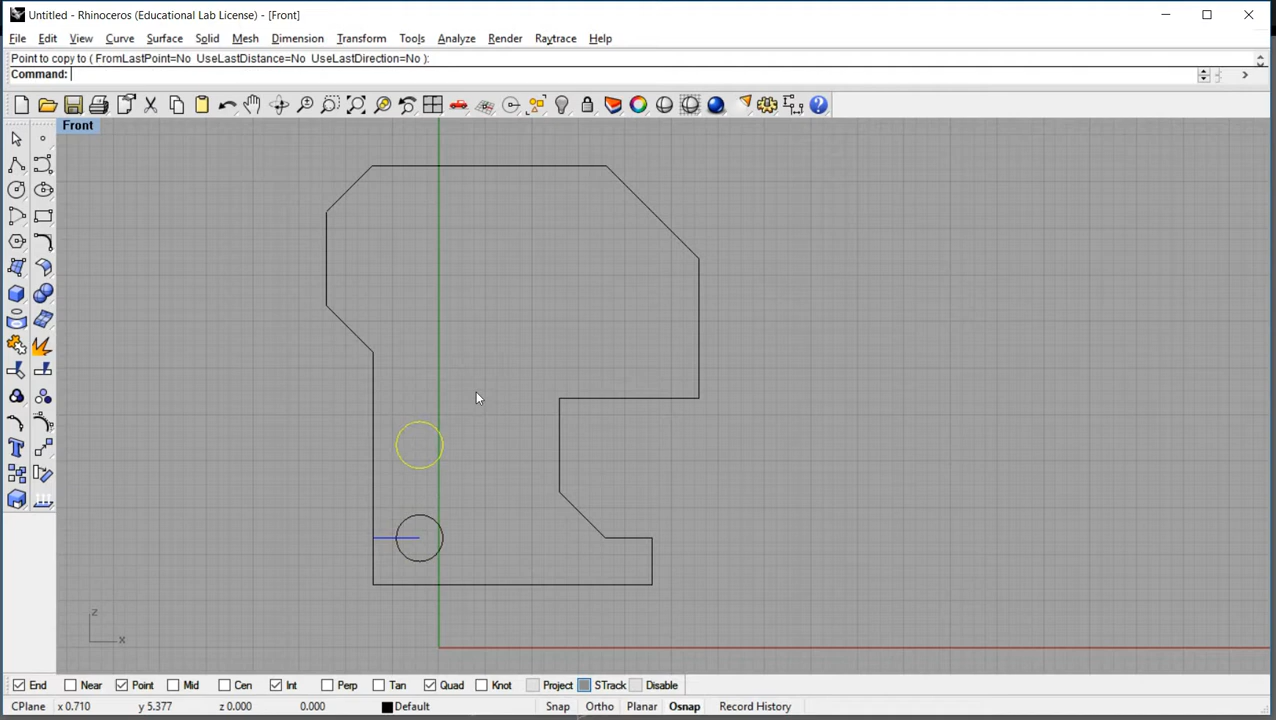 Untitled - Rhinoceros (Educational Lab License) - [Front]
File Edit View Curve Surface Solid Mesh Dimension Transform Tools Analyze Render Raytrace Help
Point to copy to ( FromLastPoint=No UseLastDistance=No UseLastDirection=No ):
Command:
Front
z
x
End Near Point Mid Cen Int Perp Tan Quad Knot Project STrack Disable
CPlane x 0.710 y 5.377 z 0.000 0.000 Default Snap Ortho Planar Osnap Record History